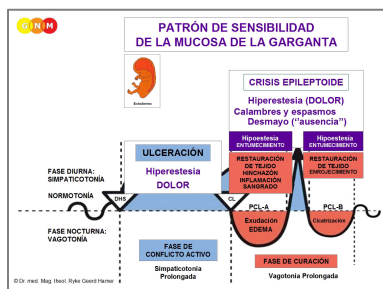 GNM
PATRÓN DE SENSIBILIDAD
DE LA MUCOSA DE LA GARGANTA
Ectodermo
CRISIS EPILEPTOIDE
Hiperestesia (DOLOR)
Calambres y espasmos
Desmayo ("ausencia")
ULCERACIÓN
Hiperestesia
DOLOR
Hipoestesia
ENTUMECIMIENTO
RESTAURACIÓN
DE TEJIDO
HINCHAZÓN
INFLAMACIÓN
SANGRADO
Hipoestesia
ENTUMECIMIENTO
RESTAURACIÓN
DE TEJIDO
ENROJECIMIENTO
FASE DIURNA:
SIMPATICOTONÍA
NORMOTONÍA
FASE NOCTURNA:
VAGOTONÍA
DHS
CL
PCL-A
PCL-B
Exudación
EDEMA
Cicatrización
FASE DE
CONFLICTO ACTIVO
Simpaticotonía
Prolongada
FASE DE CURACIÓN
Vagotonía Prolongada
© Dr. med. Mag. theol. Ryke Geerd Hamer